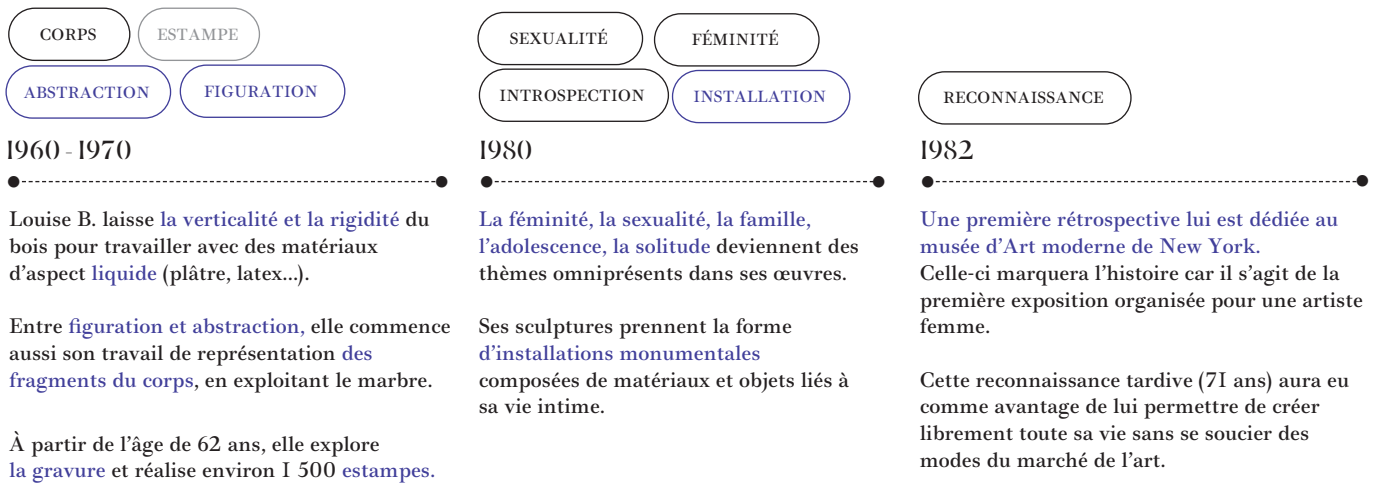 CORPS
ESTAMPE
ABSTRACTION
FIGURATION
1960 - 1970
Louise B. laisse la verticalité et la rigidité du
bois pour travailler avec des matériaux
d’aspect liquide (plâtre, latex...).
Entre figuration et abstraction, elle commence
aussi son travail de représentation des
fragments du corps, en exploitant le marbre.
À partir de l’âge de 62 ans, elle explore
la gravure et réalise environ 1 500 estampes.
SEXUALITÉ
FÉMINITÉ
INTROSPECTION
INSTALLATION
1980
La féminité, la sexualité, la famille,
l’adolescence, la solitude deviennent des
thèmes omniprésents dans ses œuvres.
Ses sculptures prennent la forme
d’installations monumentales
composées de matériaux et objets liés à
sa vie intime.
RECONNAISSANCE
1982
Une première rétrospective lui est dédiée au
musée d’Art moderne de New York.
Celle-ci marquera l’histoire car il s’agit de la
première exposition organisée pour une artiste
femme.
Cette reconnaissance tardive (71 ans) aura eu
comme avantage de lui permettre de créer
librement toute sa vie sans se soucier des
modes du marché de l’art.